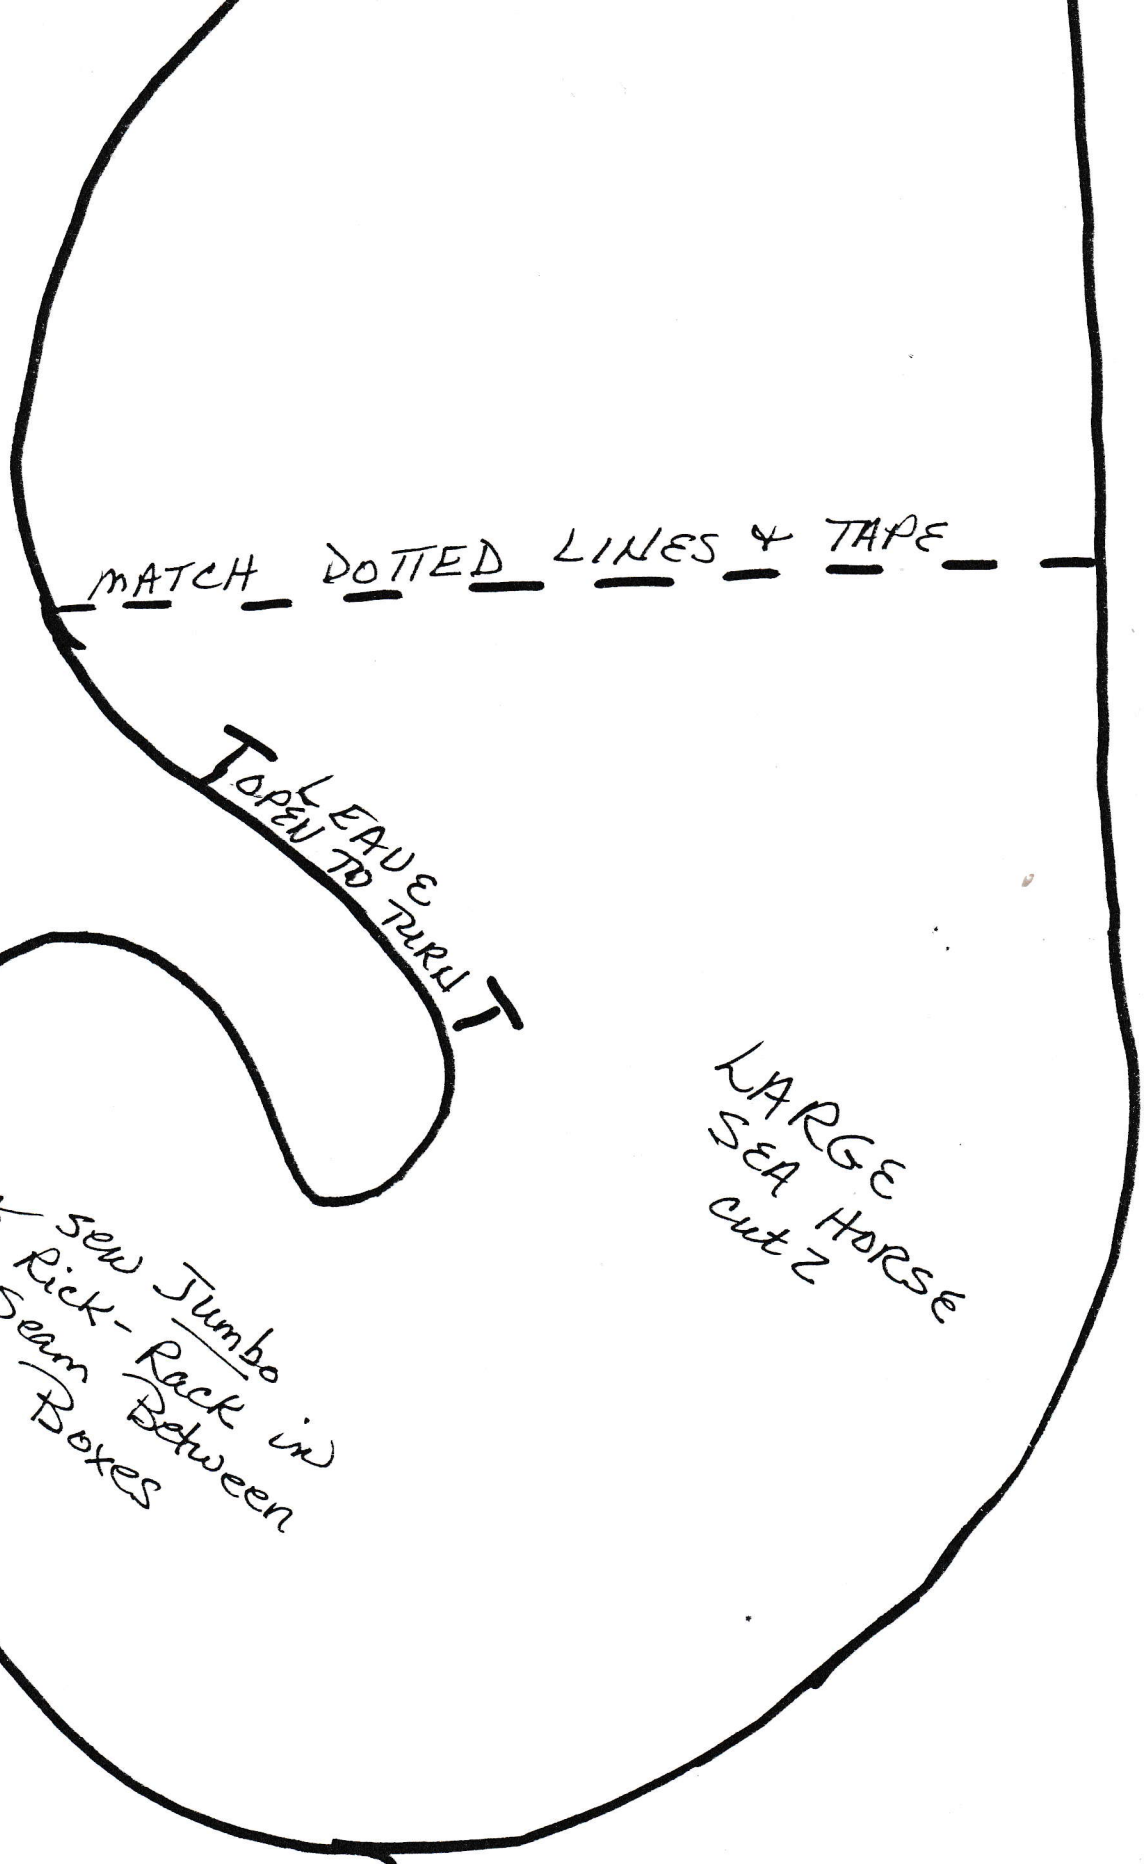 MATCH DOTTED LINES & TAPE
LEAVE
OPEN TO TURN
LARGE
SEA HORSE
cut 2
sew Jumbo
Rick-Rack in
Seam Between
Boxes